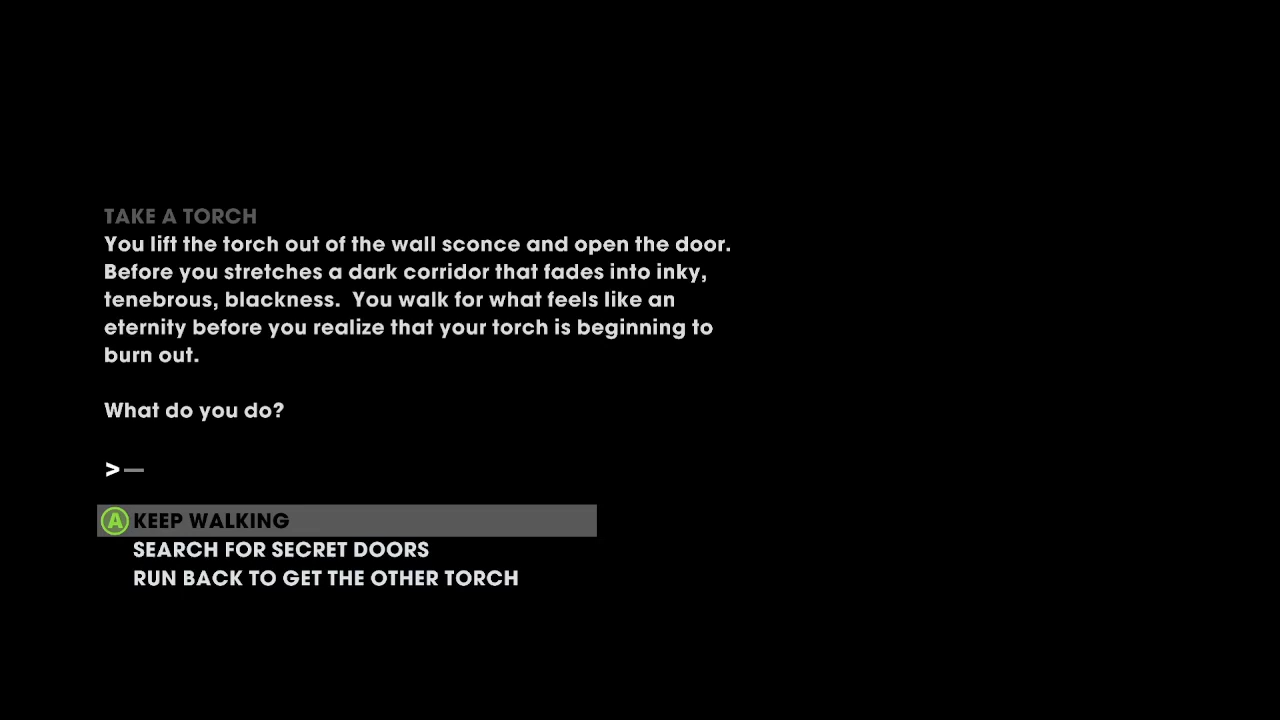 TAKE A TORCH
You lift the torch out of the wall sconce and open the door.
Before you stretches a dark corridor that fades into inky,
tenebrous, blackness.  You walk for what feels like an
eternity before you realize that your torch is beginning to
burn out.
What do you do?
>—
A KEEP WALKING
SEARCH FOR SECRET DOORS
RUN BACK TO GET THE OTHER TORCH